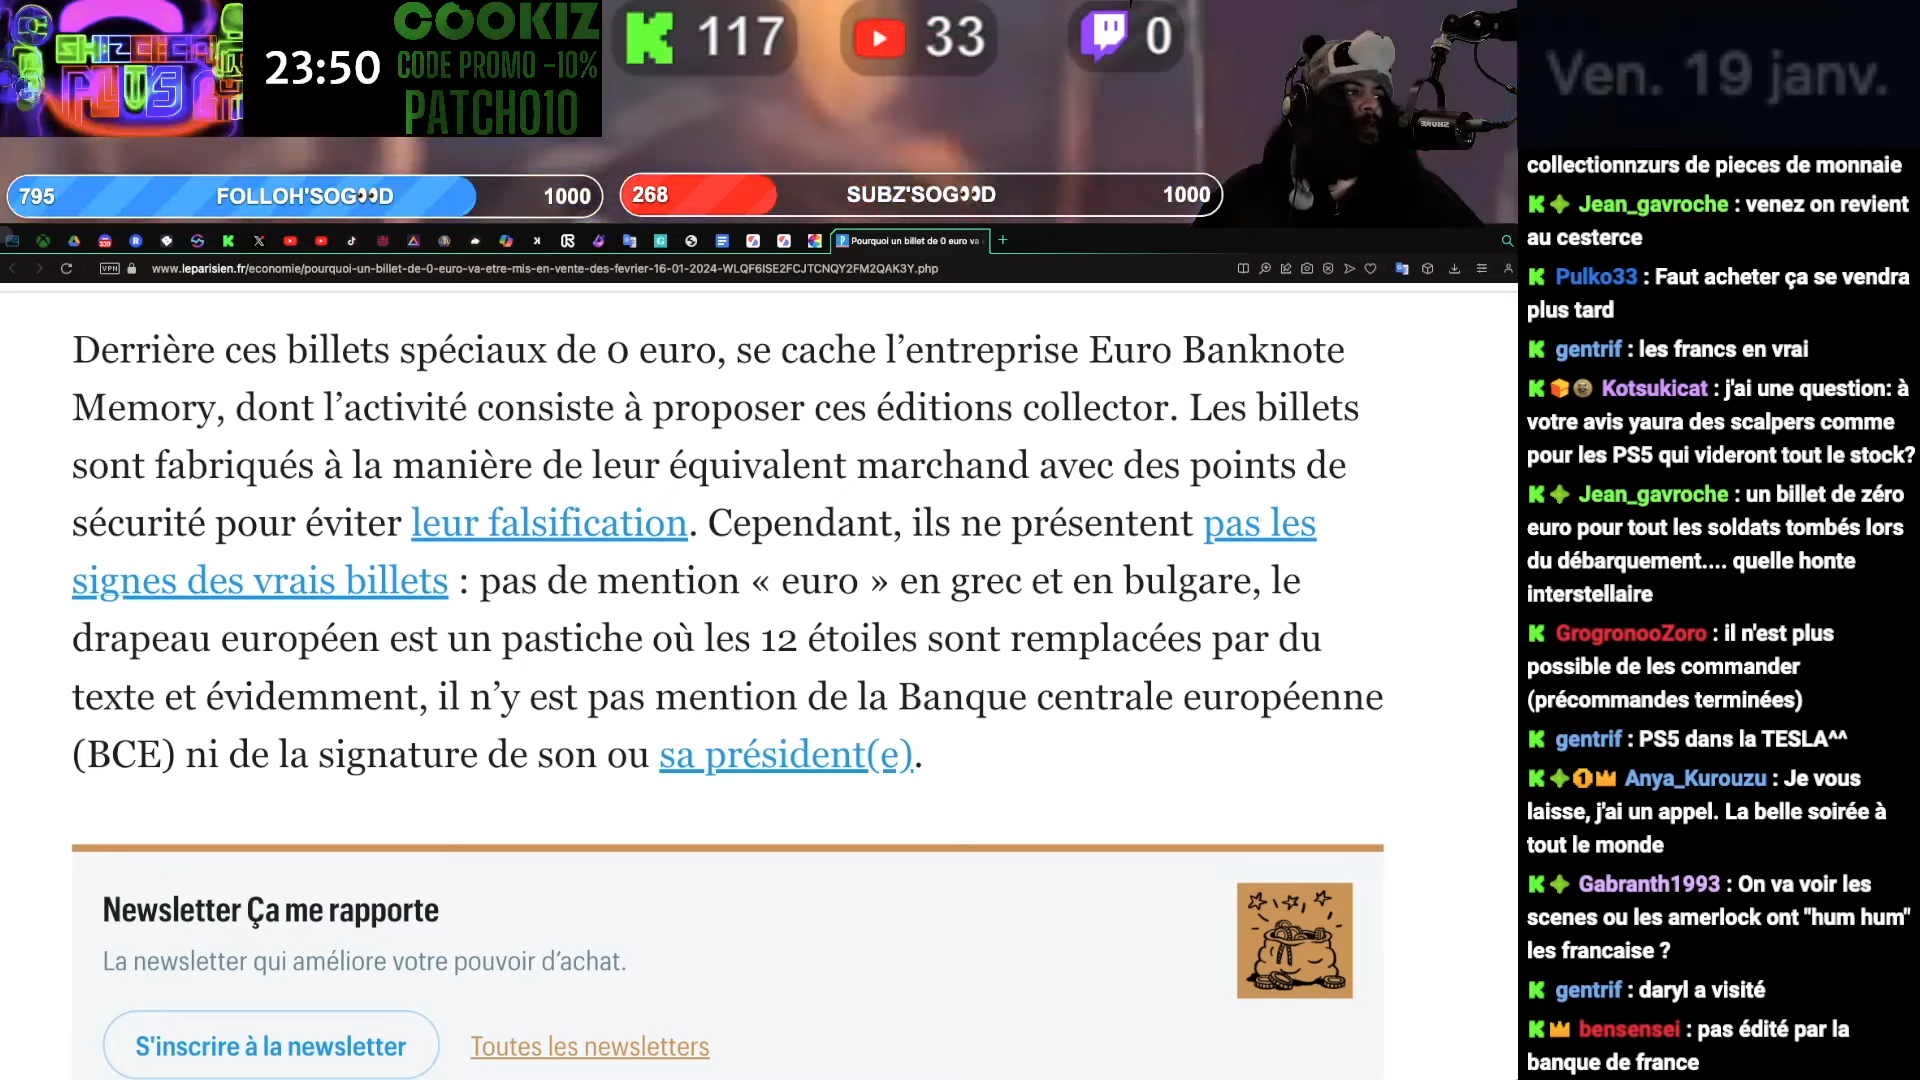 SHIZDIGAL
PLUS
23:50
COOKIZ
CODE PROMO -10%
PATCHO10
117
33
0
Ven. 19 janv.
795
FOLLOH'SOG👀D
1000
268
SUBZ'SOG👀D
1000
Pourquoi un billet de 0 euro va
VPN
www.leparisien.fr/economie/pourquoi-un-billet-de-0-euro-va-etre-mis-en-vente-des-fevrier-16-01-2024-WLQF6ISE2FCJTCNQY2FM2QAK3Y.php
Derrière ces billets spéciaux de 0 euro, se cache l’entreprise Euro Banknote
Memory, dont l’activité consiste à proposer ces éditions collector. Les billets
sont fabriqués à la manière de leur équivalent marchand avec des points de
sécurité pour éviter leur falsification. Cependant, ils ne présentent pas les
signes des vrais billets : pas de mention « euro » en grec et en bulgare, le
drapeau européen est un pastiche où les 12 étoiles sont remplacées par du
texte et évidemment, il n’y est pas mention de la Banque centrale européenne
(BCE) ni de la signature de son ou sa président(e).
Newsletter Ça me rapporte
La newsletter qui améliore votre pouvoir d’achat.
S'inscrire à la newsletter
Toutes les newsletters
collectionnzurs de pieces de monnaie
Jean_gavroche : venez on revient
au cesterce
Pulko33 : Faut acheter ça se vendra
plus tard
gentrif : les francs en vrai
Kotsukicat : j'ai une question: à
votre avis yaura des scalpers comme
pour les PS5 qui videront tout le stock?
Jean_gavroche : un billet de zéro
euro pour tout les soldats tombés lors
du débarquement.... quelle honte
interstellaire
GrogronooZoro : il n'est plus
possible de les commander
(précommandes terminées)
gentrif : PS5 dans la TESLA^^
Anya_Kurouzu : Je vous
laisse, j'ai un appel. La belle soirée à
tout le monde
Gabranth1993 : On va voir les
scenes ou les amerlock ont "hum hum"
les francaise ?
gentrif : daryl a visité
bensensei : pas édité par la
banque de france